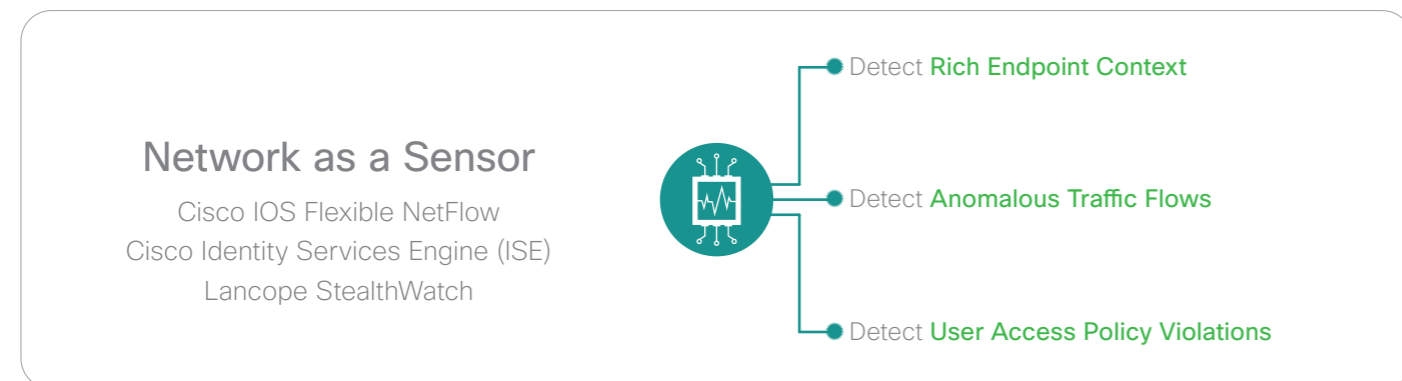 Network as a Sensor
Cisco IOS Flexible NetFlow
Cisco Identity Services Engine (ISE)
Lancope StealthWatch
Detect Rich Endpoint Context
Detect Anomalous Traffic Flows
Detect User Access Policy Violations